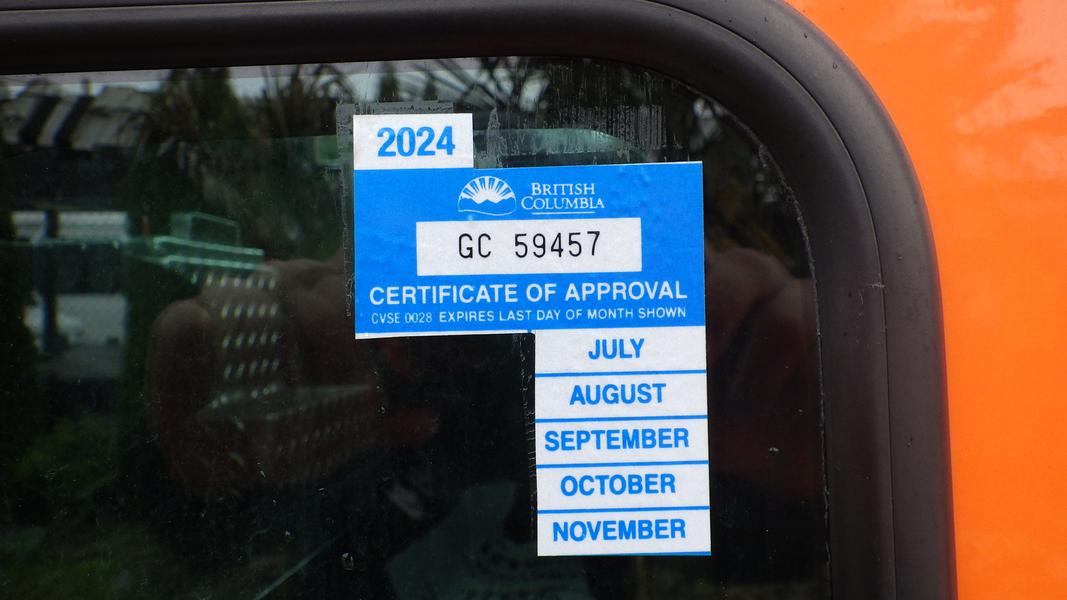 2024
BRITISH
COLUMBIA
GC 59457
CERTIFICATE OF APPROVAL
CVSE 0028 EXPIRES LAST DAY OF MONTH SHOWN
JULY
AUGUST
SEPTEMBER
OCTOBER
NOVEMBER